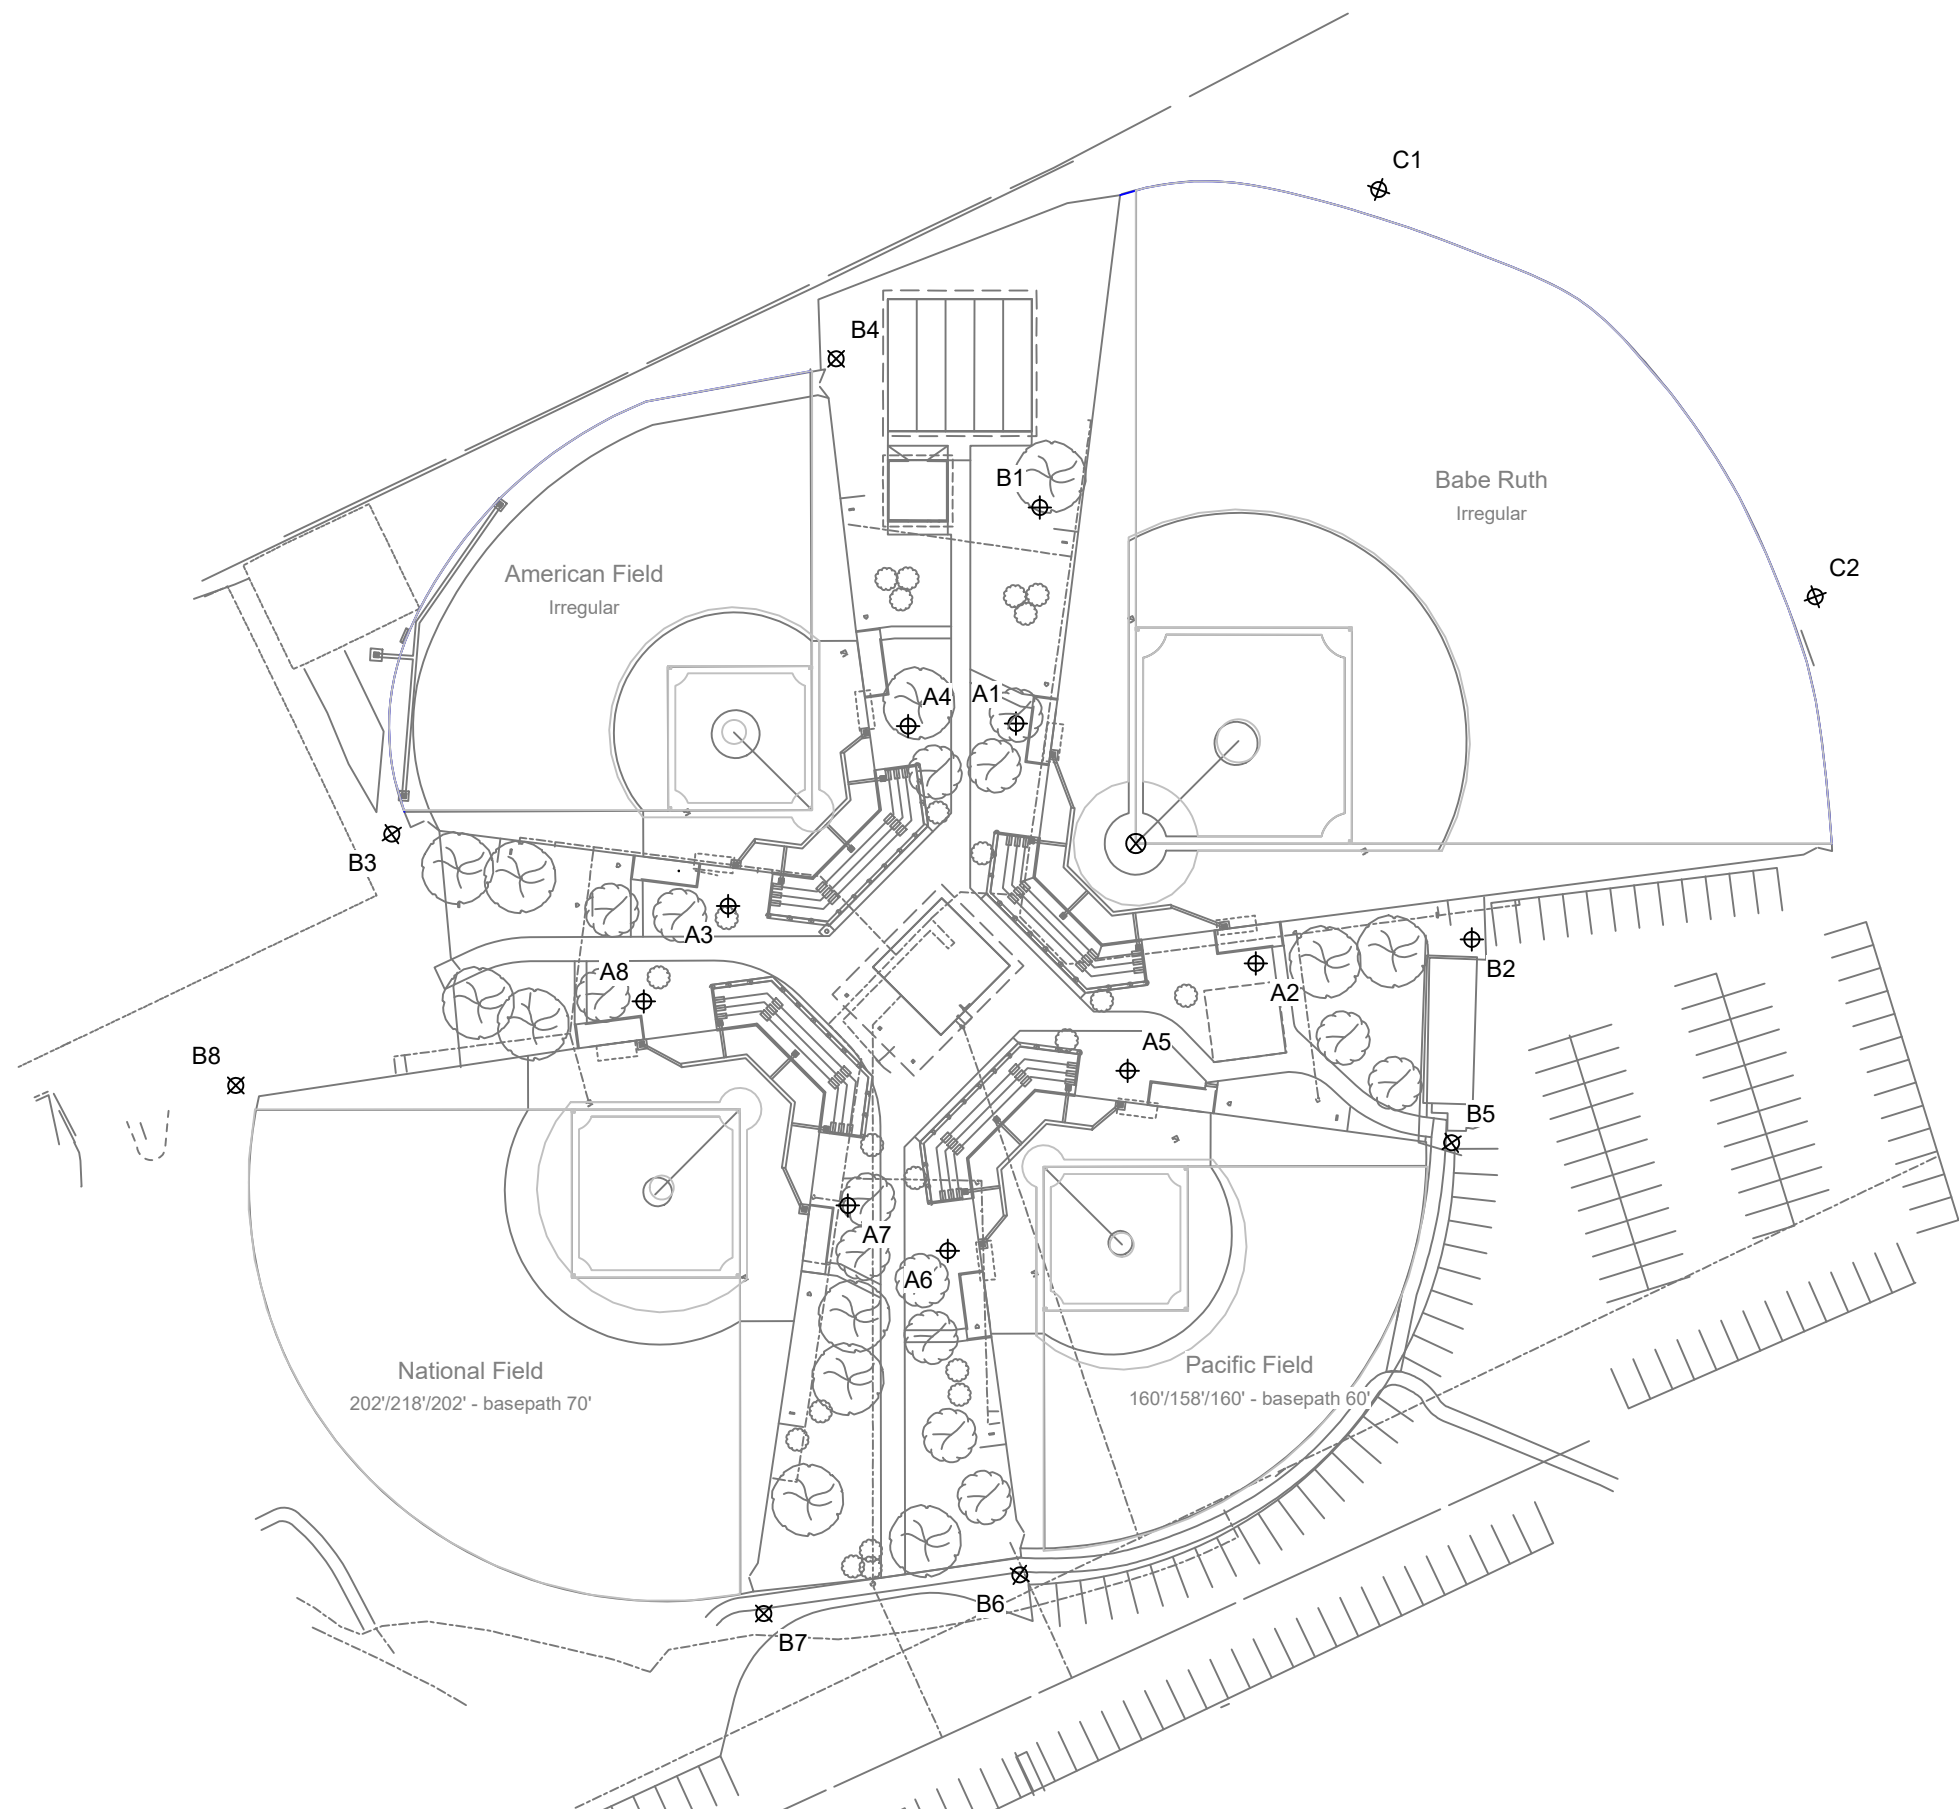 C1
B4
B1
Babe Ruth
Irregular
American Field
Irregular
C2
A4
A1
B3
A3
A8
B2
A2
A5
B8
B5
A7
A6
National Field
202'/218'/202' - basepath 70'
Pacific Field
160'/158'/160' - basepath 60'
B6
B7